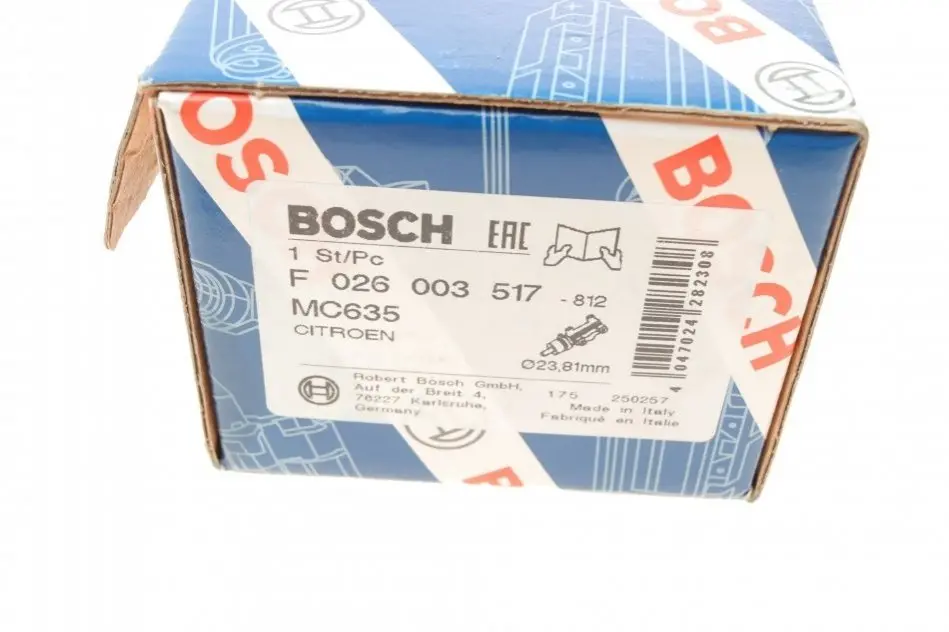 BOSCH
BOS
BOSCH
BOSCH EAC
1 St/Pc
F 026 003 517 -812
MC635
CITROEN
Ø23,81mm
4 047024 282308
Robert Bosch GmbH,
Auf der Breit 4,
76227 Karlsruhe,
Germany
175 250257
Made in Italy
Fabriqué en Italie